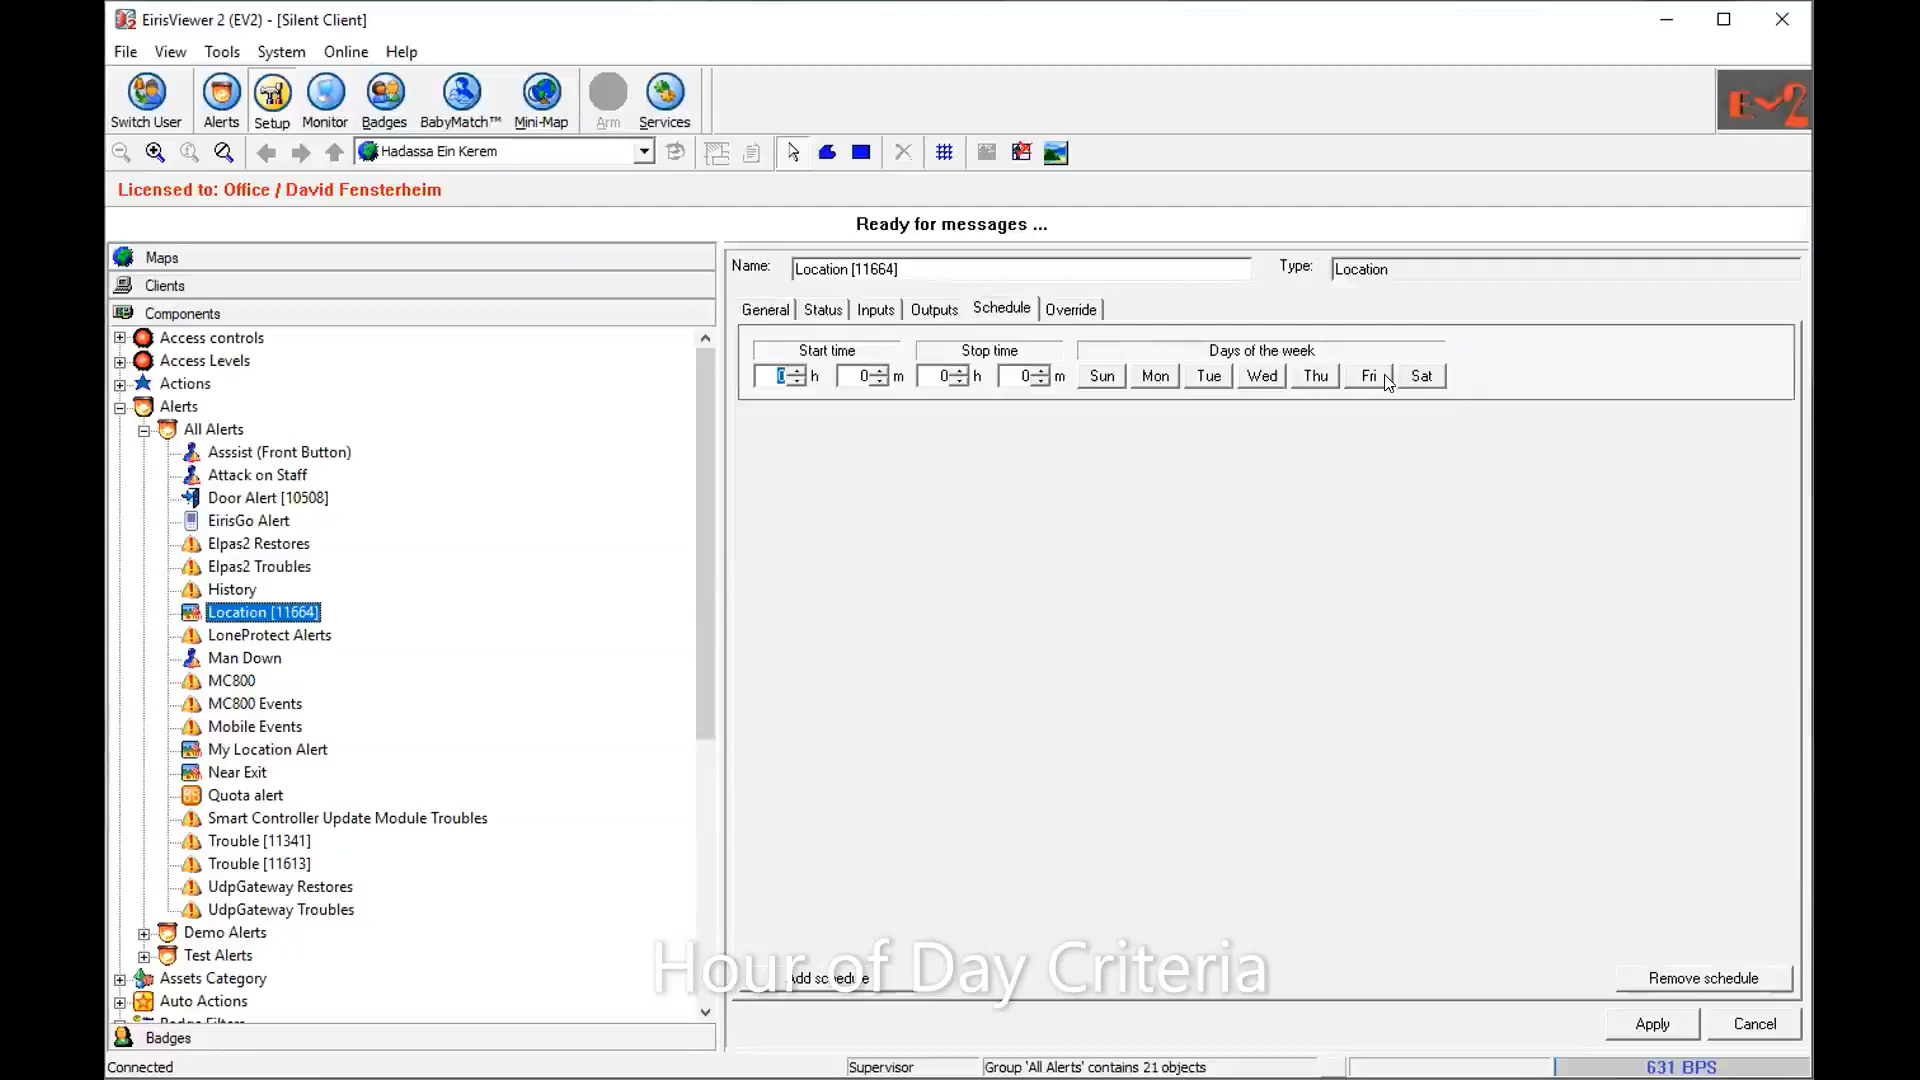 EirisViewer 2 (EV2) - [Silent Client]
File View Tools System Online Help
Switch User Alerts Setup Monitor Badges BabyMatch™ Mini-Map Arm Services
Ev2
Hadassa Ein Kerem
Licensed to: Office / David Fensterheim
Ready for messages ...
Maps
Clients
Components
Access controls
Access Levels
Actions
Alerts
All Alerts
Asssist (Front Button)
Attack on Staff
Door Alert [10508]
EirisGo Alert
Elpas2 Restores
Elpas2 Troubles
History
Location [11664]
LoneProtect Alerts
Man Down
MC800
MC800 Events
Mobile Events
My Location Alert
Near Exit
Quota alert
Smart Controller Update Module Troubles
Trouble [11341]
Trouble [11613]
UdpGateway Restores
UdpGateway Troubles
Demo Alerts
Test Alerts
Assets Category
Auto Actions
Badge Filters
Badges
Name: Location [11664] Type: Location
General Status Inputs Outputs Schedule Override
Start time Stop time Days of the week
0 h 0 m 0 h 0 m Sun Mon Tue Wed Thu Fri Sat
Add schedule Remove schedule
Hour of Day Criteria
Apply Cancel
Connected Supervisor Group 'All Alerts' contains 21 objects 631 BPS